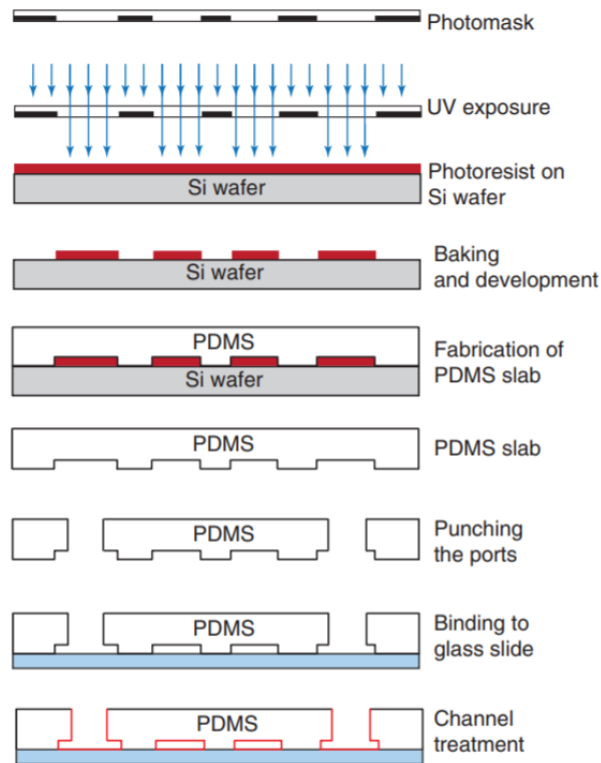 Photomask
UV exposure
Photoresist on
Si wafer
Si wafer
Baking
and development
Si wafer
PDMS
Fabrication of
PDMS slab
Si wafer
PDMS
PDMS slab
PDMS
Punching
the ports
PDMS
Binding to
glass slide
PDMS
Channel
treatment